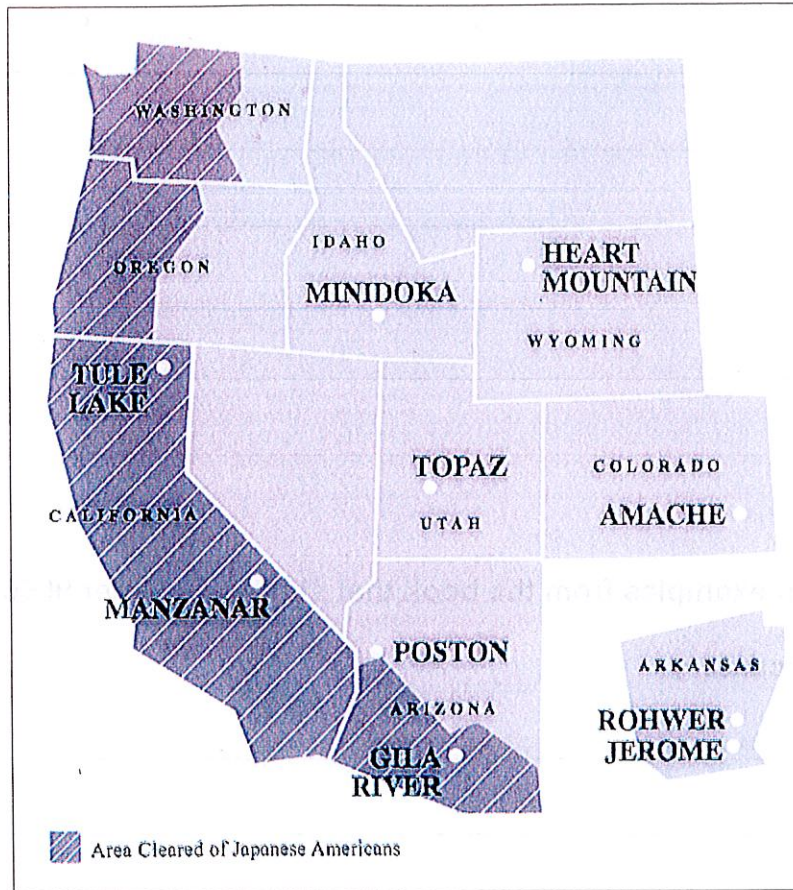 WASHINGTON
OREGON
IDAHO
MINIDOKA
HEART
MOUNTAIN
WYOMING
TULE
LAKE
CALIFORNIA
TOPAZ
UTAH
COLORADO
AMACHE
MANZANAR
POSTON
ARIZONA
GILA
RIVER
ARKANSAS
ROHWER
JEROME
Area Cleared of Japanese Americans